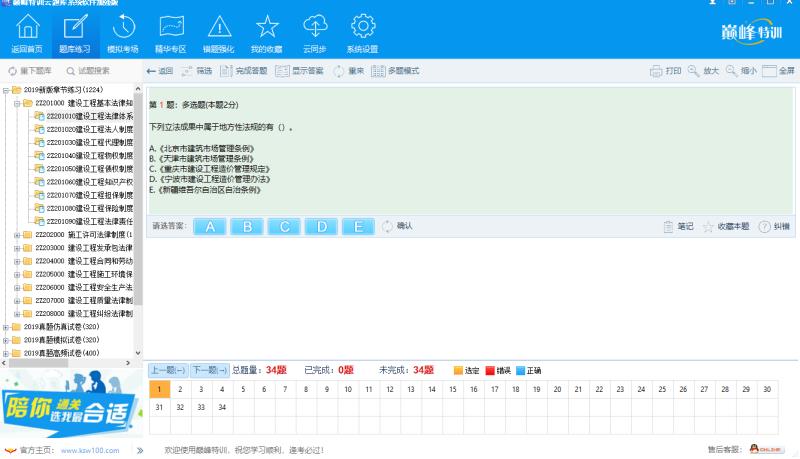 巅峰特训云题库系统软件加强版
返回首页 题库练习 模拟考场 精华专区 错题强化 我的收藏 云同步 系统设置
巅峰特训
重下题库 试题搜索
返回 筛选 完成答题 显示答案 重来 多题模式 打印 放大 缩小 全屏
2019新版章节练习(1224)
2Z201000 建设工程基本法律知
2Z201010建设工程法律体系
2Z201020建设工程法人制度
2Z201030建设工程代理制度
2Z201040建设工程物权制度
2Z201050建设工程债权制度
2Z201060建设工程知识产权
2Z201070建设工程担保制度
2Z201080建设工程保险制度
2Z201090建设工程法律责任
2Z202000 施工许可法律制度(1
2Z203000 建设工程发承包法律
2Z204000 建设工程合同和劳动
2Z205000 建设工程施工环境保
2Z206000 建设工程安全生产法
2Z207000 建设工程质量法律制
2Z208000 建设工程纠纷法律制
2019真题仿真试卷(320)
2019真题模拟试卷(320)
2019真题高频试卷(400)
第 1 题：多选题(本题2分)
下列立法成果中属于地方性法规的有（）。
A.《北京市建筑市场管理条例》
B.《天津市建筑市场管理条例》
C.《重庆市建设工程造价管理规定》
D.《宁波市建设工程造价管理办法》
E.《新疆维吾尔自治区自治条例》
请选答案： A B C D E 确认 笔记 收藏本题 纠错
上一题(←) 下一题(→) 总题量：34题 已完成：0题 未完成：34题 选定 错误 正确
1 2 3 4 5 6 7 8 9 10 11 12 13 14 15 16 17 18 19 20 21 22 23 24 25 26 27 28 29 30
31 32 33 34
陪你 通关
选我最 合适
官方主页： www.ksw100.com 欢迎使用巅峰特训，祝您学习顺利，逢考必过！ 售后客服： ONLINE